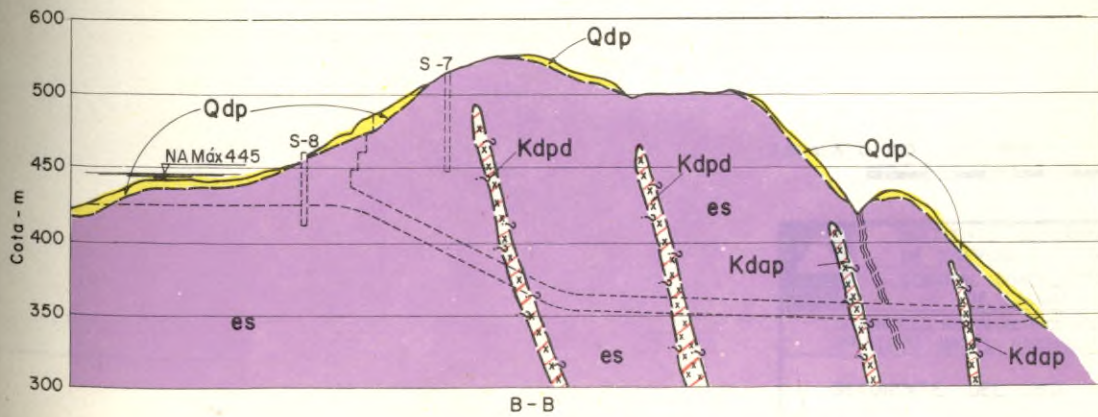 600
Qdp
S-7
500
Qdp
S-8
Kdpd
Kdpd
Qdp
NA Máx 445
450
es
Cota - m
400
Kdap
350
es
es
Kdap
300
B - B